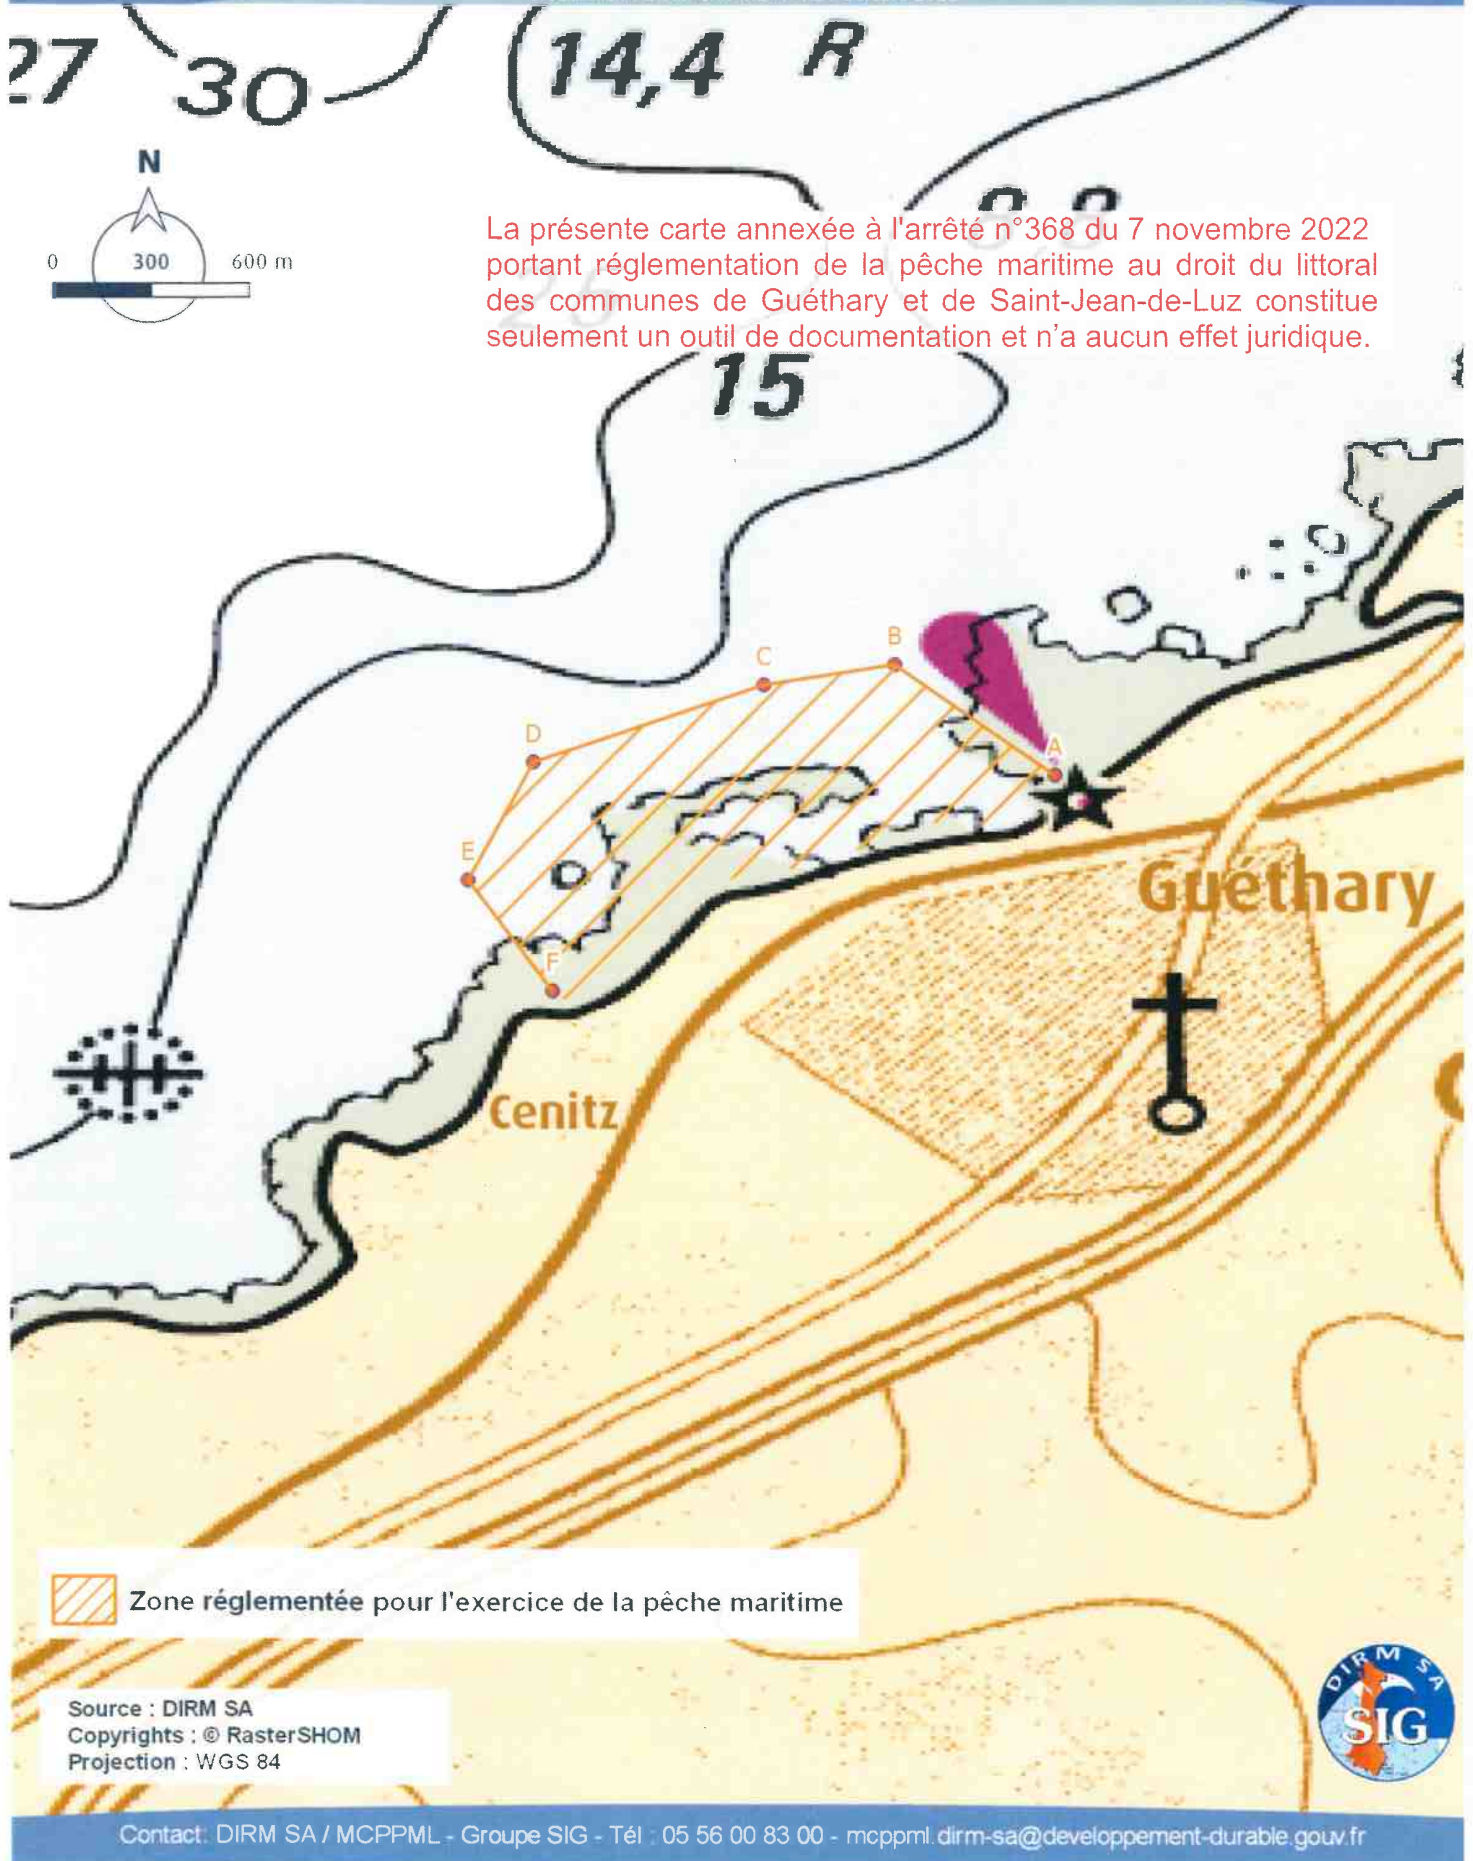 27
30
14,4 R
N
0 300 600 m
La présente carte annexée à l'arrêté n°368 du 7 novembre 2022
portant réglementation de la pêche maritime au droit du littoral
des communes de Guéthary et de Saint-Jean-de-Luz constitue
seulement un outil de documentation et n'a aucun effet juridique.
15
B
C
D
A
E
Guéthary
F
Cenitz
Zone réglementée pour l'exercice de la pêche maritime
DIRM SA
SIG
Source : DIRM SA
Copyrights : © RasterSHOM
Projection : WGS 84
Contact: DIRM SA / MCPPML - Groupe SIG - Tél : 05 56 00 83 00 - mcppml.dirm-sa@developpement-durable.gouv.fr